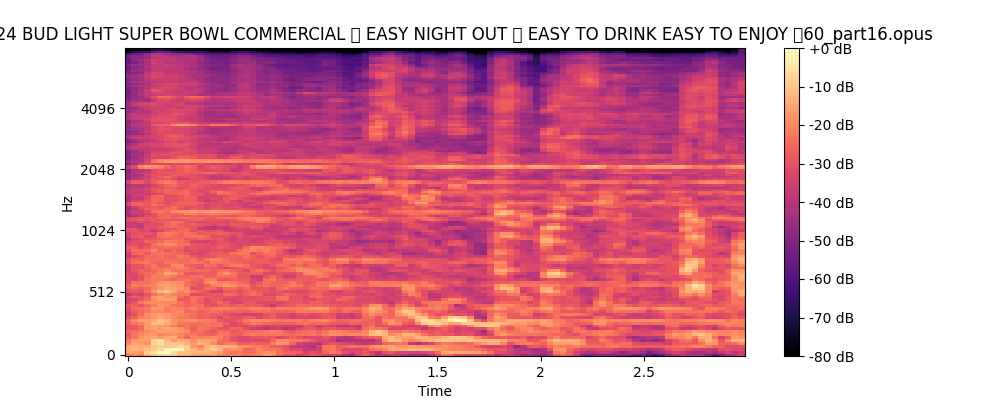 24 BUD LIGHT SUPER BOWL COMMERCIAL EASY NIGHT OUT EASY TO DRINK EASY TO ENJOY 60_part16.opus
+0 dB
4096
-10 dB
-20 dB
2048
-30 dB
Hz
-40 dB
1024
-50 dB
512
-60 dB
-70 dB
0
-80 dB
0 0.5 1 1.5 2 2.5
Time